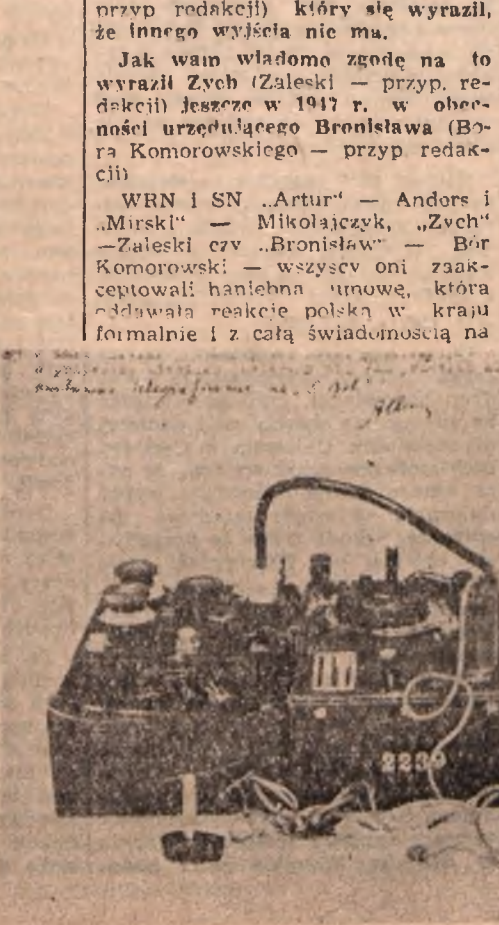 przyp redakcji) który się wyraził,
że innego wyjścia nie ma.
Jak wam wiadomo zgodę na to
wyraził Zych (Zaleski — przyp. re-
dakcji) jeszcze w 1947 r. w obec-
ności urzędującego Bronisława (Bo-
ra Komorowskiego — przyp redak-
cji)
WRN i SN „Artur" — Anders i
„Mirski" — Mikołajczyk, „Zych"
—Zaleski czy „Bronisław" — Bór
Komorowski — wszyscy oni zaak-
ceptowali haniebną umowę, która
oddawała reakcję polską w kraju
formalnie i z całą świadomością na
2239